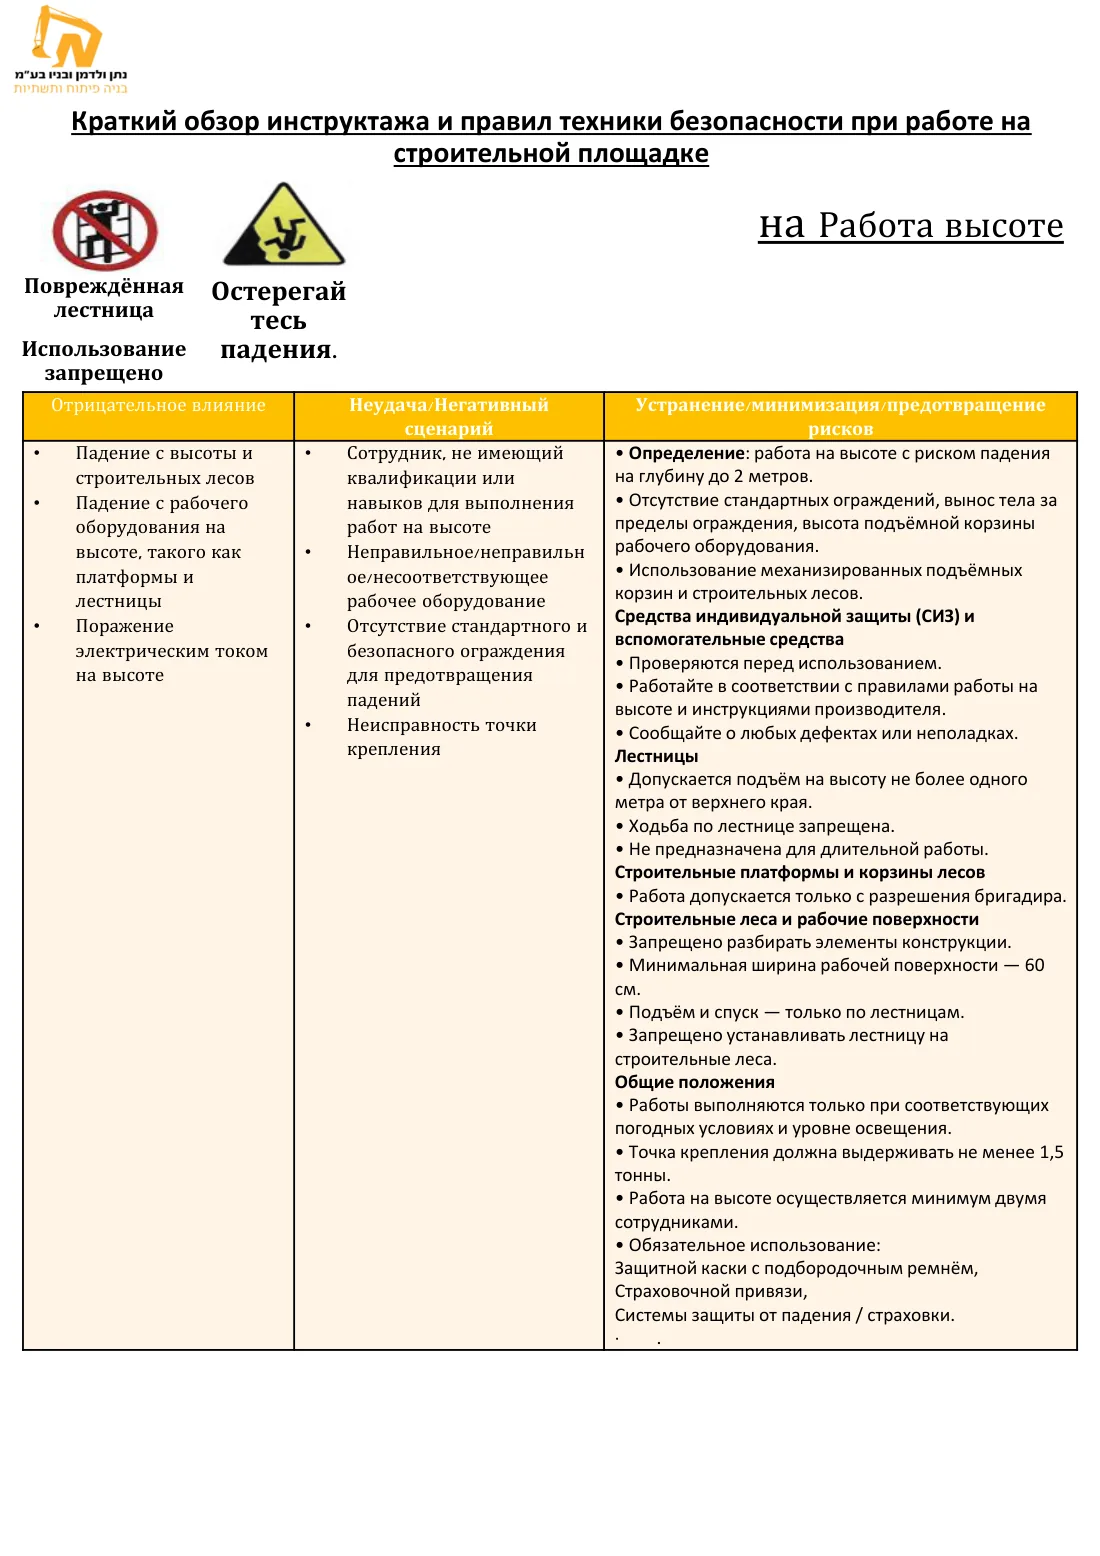 נתן ולדמן ובניו בע"מ
בניה פיתוח ותשתיות
Краткий обзор инструктажа и правил техники безопасности при работе на
строительной площадке
на Работа высоте
Повреждённая
лестница
Использование
запрещено
Остерегай
тесь
падения.
Отрицательное влияние
Неудача/Негативный
сценарий
Устранение/минимизация/предотвращение
рисков
• Падение с высоты и
строительных лесов
• Падение с рабочего
оборудования на
высоте, такого как
платформы и
лестницы
• Поражение
электрическим током
на высоте
• Сотрудник, не имеющий
квалификации или
навыков для выполнения
работ на высоте
• Неправильное/неправильн
ое/несоответствующее
рабочее оборудование
• Отсутствие стандартного и
безопасного ограждения
для предотвращения
падений
• Неисправность точки
крепления
• Определение: работа на высоте с риском падения
на глубину до 2 метров.
• Отсутствие стандартных ограждений, вынос тела за
пределы ограждения, высота подъёмной корзины
рабочего оборудования.
• Использование механизированных подъёмных
корзин и строительных лесов.
Средства индивидуальной защиты (СИЗ) и
вспомогательные средства
• Проверяются перед использованием.
• Работайте в соответствии с правилами работы на
высоте и инструкциями производителя.
• Сообщайте о любых дефектах или неполадках.
Лестницы
• Допускается подъём на высоту не более одного
метра от верхнего края.
• Ходьба по лестнице запрещена.
• Не предназначена для длительной работы.
Строительные платформы и корзины лесов
• Работа допускается только с разрешения бригадира.
Строительные леса и рабочие поверхности
• Запрещено разбирать элементы конструкции.
• Минимальная ширина рабочей поверхности — 60
см.
• Подъём и спуск — только по лестницам.
• Запрещено устанавливать лестницу на
строительные леса.
Общие положения
• Работы выполняются только при соответствующих
погодных условиях и уровне освещения.
• Точка крепления должна выдерживать не менее 1,5
тонны.
• Работа на высоте осуществляется минимум двумя
сотрудниками.
• Обязательное использование:
Защитной каски с подбородочным ремнём,
Страховочной привязи,
Системы защиты от падения / страховки.
· .